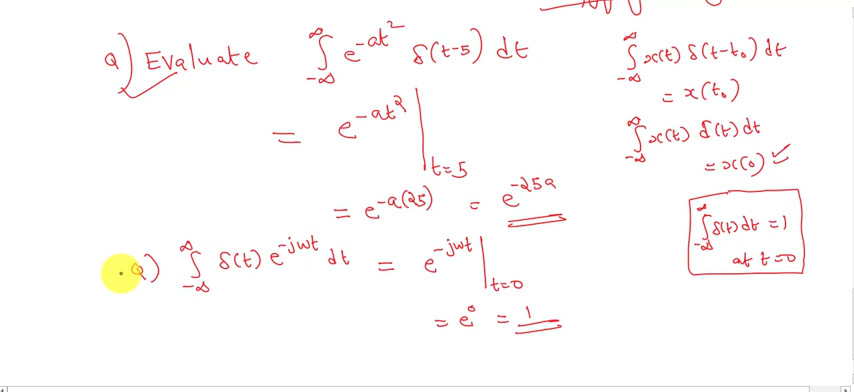 Q) Evaluate ∫_{-∞}^{∞} e^{-at²} δ(t-5) dt
= e^{-at²} |_{t=5}
= e^{-a(25)} = e^{-25a}
Q) ∫_{-∞}^{∞} δ(t) e^{-jωt} dt = e^{-jωt} |_{t=0}
= e^0 = 1
∫_{-∞}^{∞} x(t) δ(t-t₀) dt
= x(t₀)
∫_{-∞}^{∞} x(t) δ(t) dt
= x(0) ✓
∫_{-∞}^{∞} δ(t) dt = 1
at t=0